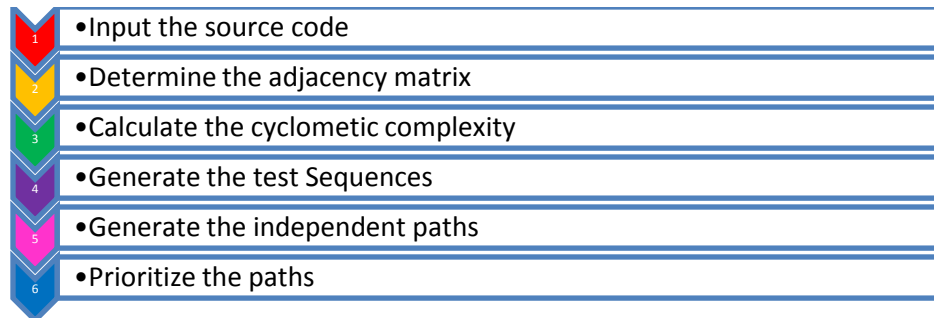 1 •Input the source code
2 •Determine the adjacency matrix
3 •Calculate the cyclometic complexity
4 •Generate the test Sequences
5 •Generate the independent paths
6 •Prioritize the paths